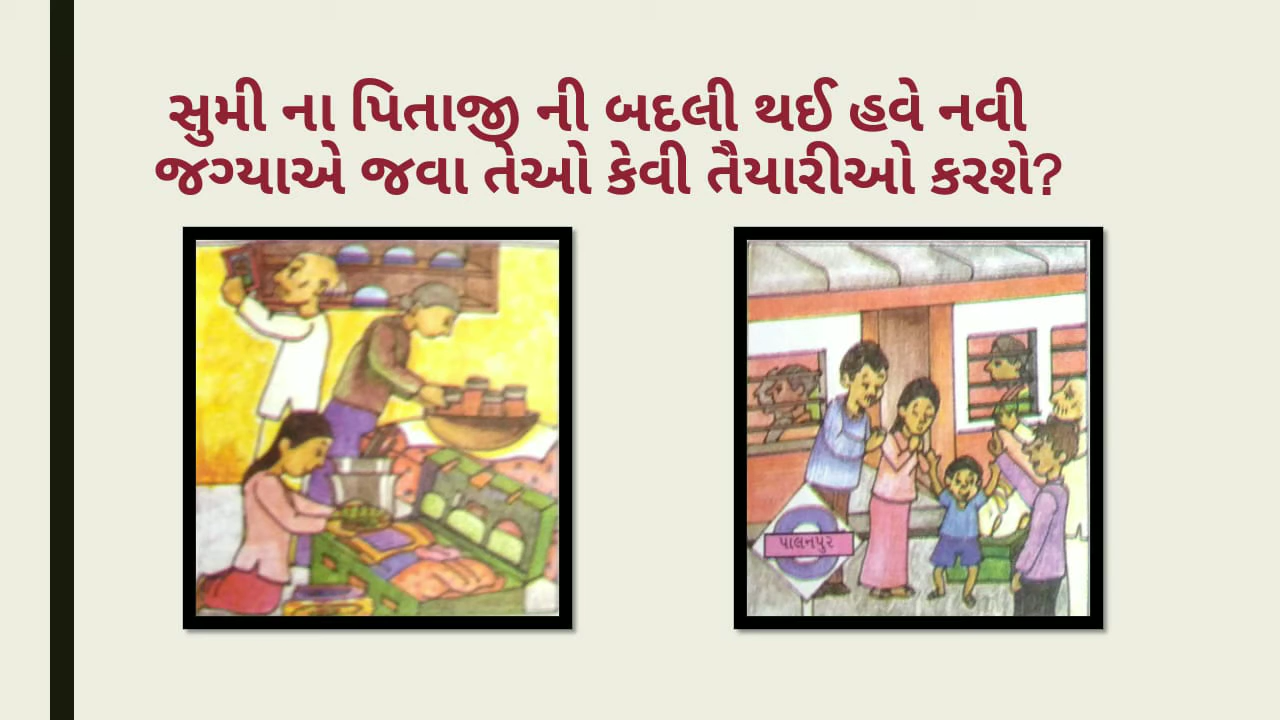 સુમી ના પિતાજી ની બદલી થઈ હવે નવી
જગ્યાએ જવા તેઓ કેવી તૈયારીઓ કરશે?
પાલનપુર